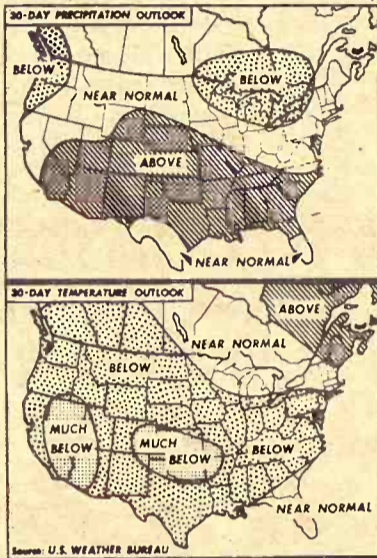 30-DAY PRECIPITATION OUTLOOK
BELOW
BELOW
NEAR NORMAL
ABOVE
NEAR NORMAL
30-DAY TEMPERATURE OUTLOOK
ABOVE
NEAR NORMAL
BELOW
MUCH
BELOW
MUCH
BELOW
BELOW
NEAR NORMAL
Source: U.S. WEATHER BUREAU